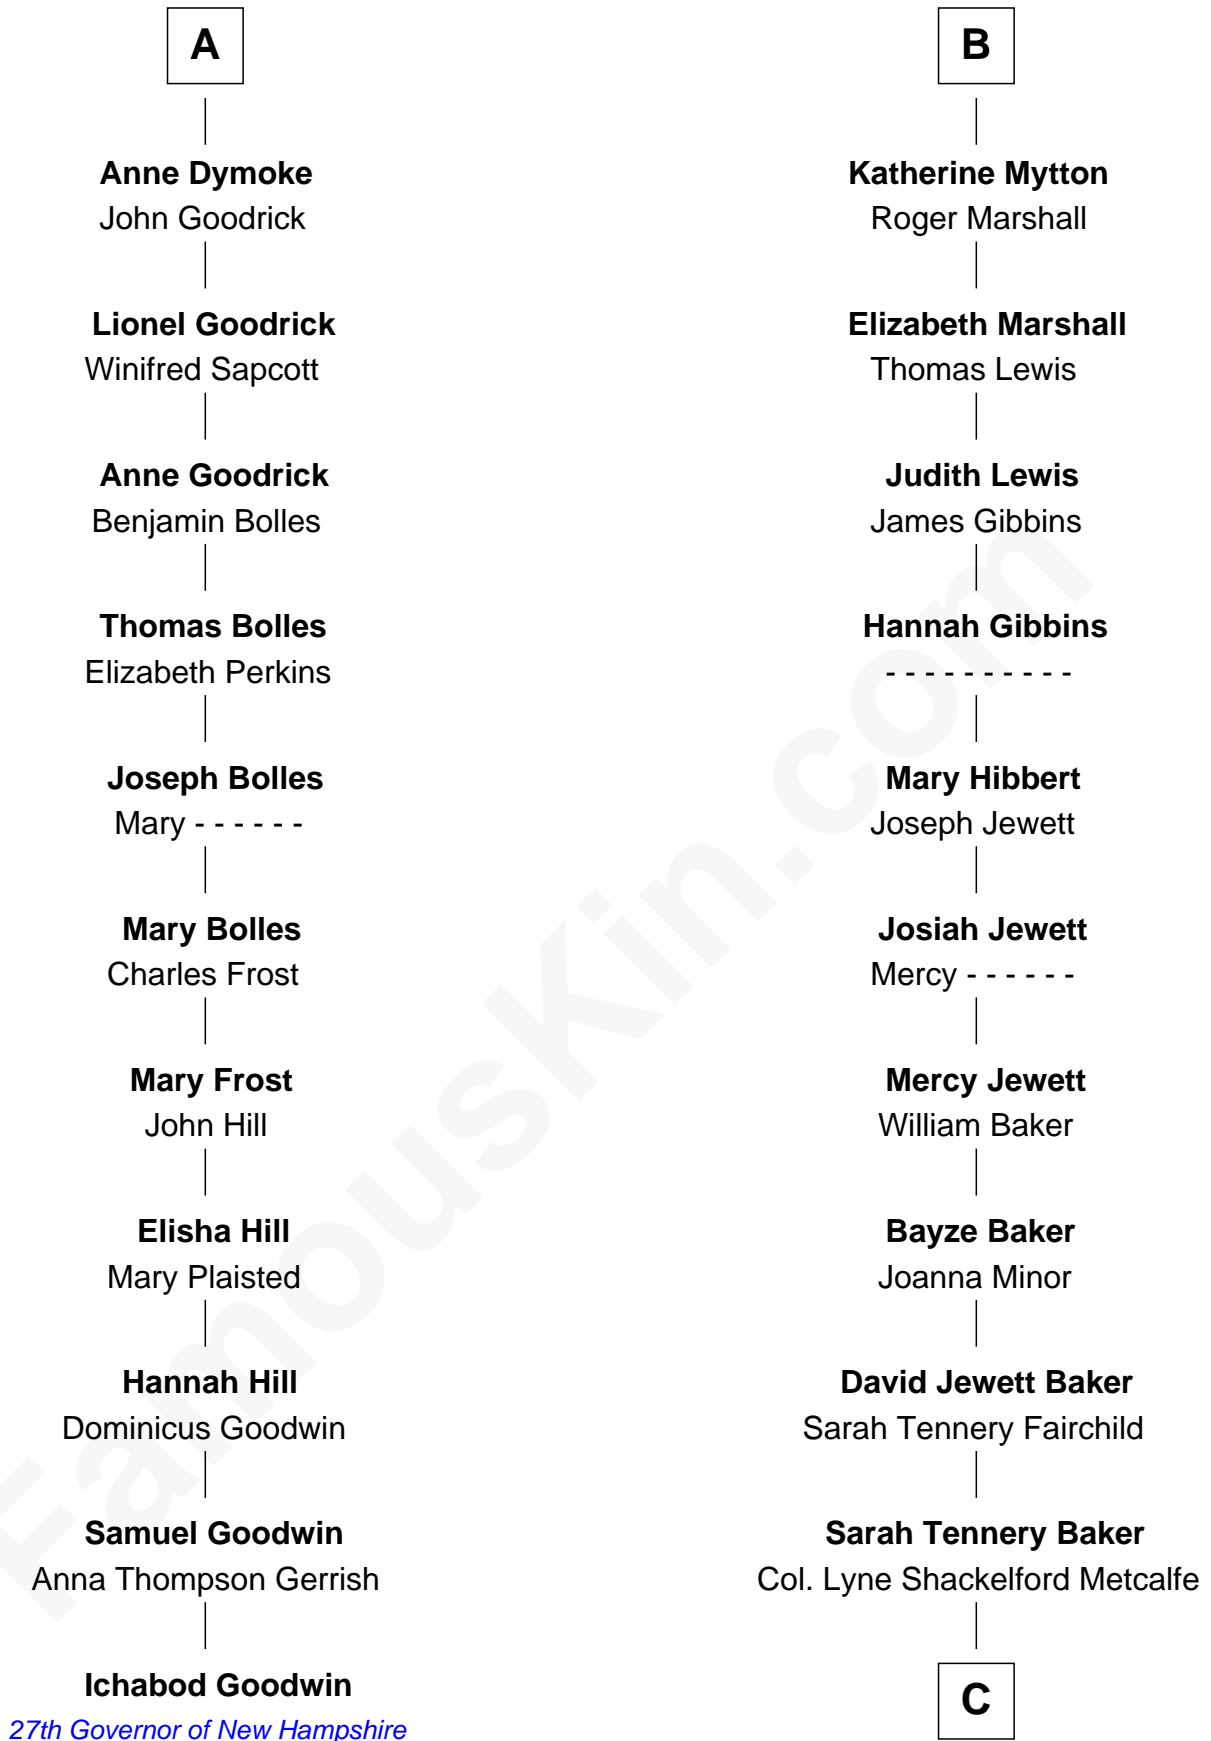 A
Anne Dymoke
John Goodrick
Lionel Goodrick
Winifred Sapcott
Anne Goodrick
Benjamin Bolles
Thomas Bolles
Elizabeth Perkins
Joseph Bolles
Mary - - - - - -
Mary Bolles
Charles Frost
Mary Frost
John Hill
Elisha Hill
Mary Plaisted
Hannah Hill
Dominicus Goodwin
Samuel Goodwin
Anna Thompson Gerrish
Ichabod Goodwin
27th Governor of New Hampshire
B
Katherine Mytton
Roger Marshall
Elizabeth Marshall
Thomas Lewis
Judith Lewis
James Gibbins
Hannah Gibbins
- - - - - - - - - -
Mary Hibbert
Joseph Jewett
Josiah Jewett
Mercy - - - - - -
Mercy Jewett
William Baker
Bayze Baker
Joanna Minor
David Jewett Baker
Sarah Tennery Fairchild
Sarah Tennery Baker
Col. Lyne Shackelford Metcalfe
C
FamousKin.com